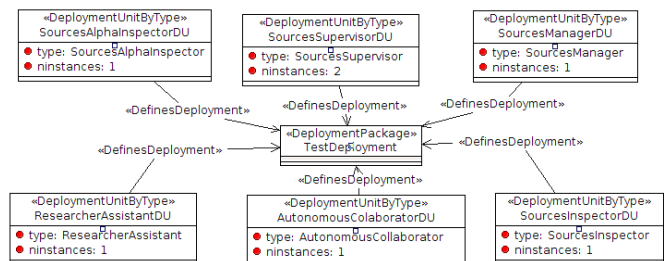 «DeploymentUnitByType»
SourcesAlphaInspectorDU
type: SourcesAlphaInspector
ninstances: 1
«DeploymentUnitByType»
SourcesSupervisorDU
type: SourcesSupervisor
ninstances: 2
«DeploymentUnitByType»
SourcesManagerDU
type: SourcesManager
ninstances: 1
«DefinesDeployment»
«DefinesDeployment»
«DefinesDeployment»
«DeploymentPackage»
TestDeployment
«DefinesDeployment»
«DefinesDeployment»
«DefinesDeployment»
«DeploymentUnitByType»
ResearcherAssistantDU
type: ResearcherAssistant
ninstances: 1
«DeploymentUnitByType»
AutonomousColaboratorDU
type: AutonomousCollaborator
ninstances: 1
«DeploymentUnitByType»
SourcesInspectorDU
type: SourcesInspector
ninstances: 1